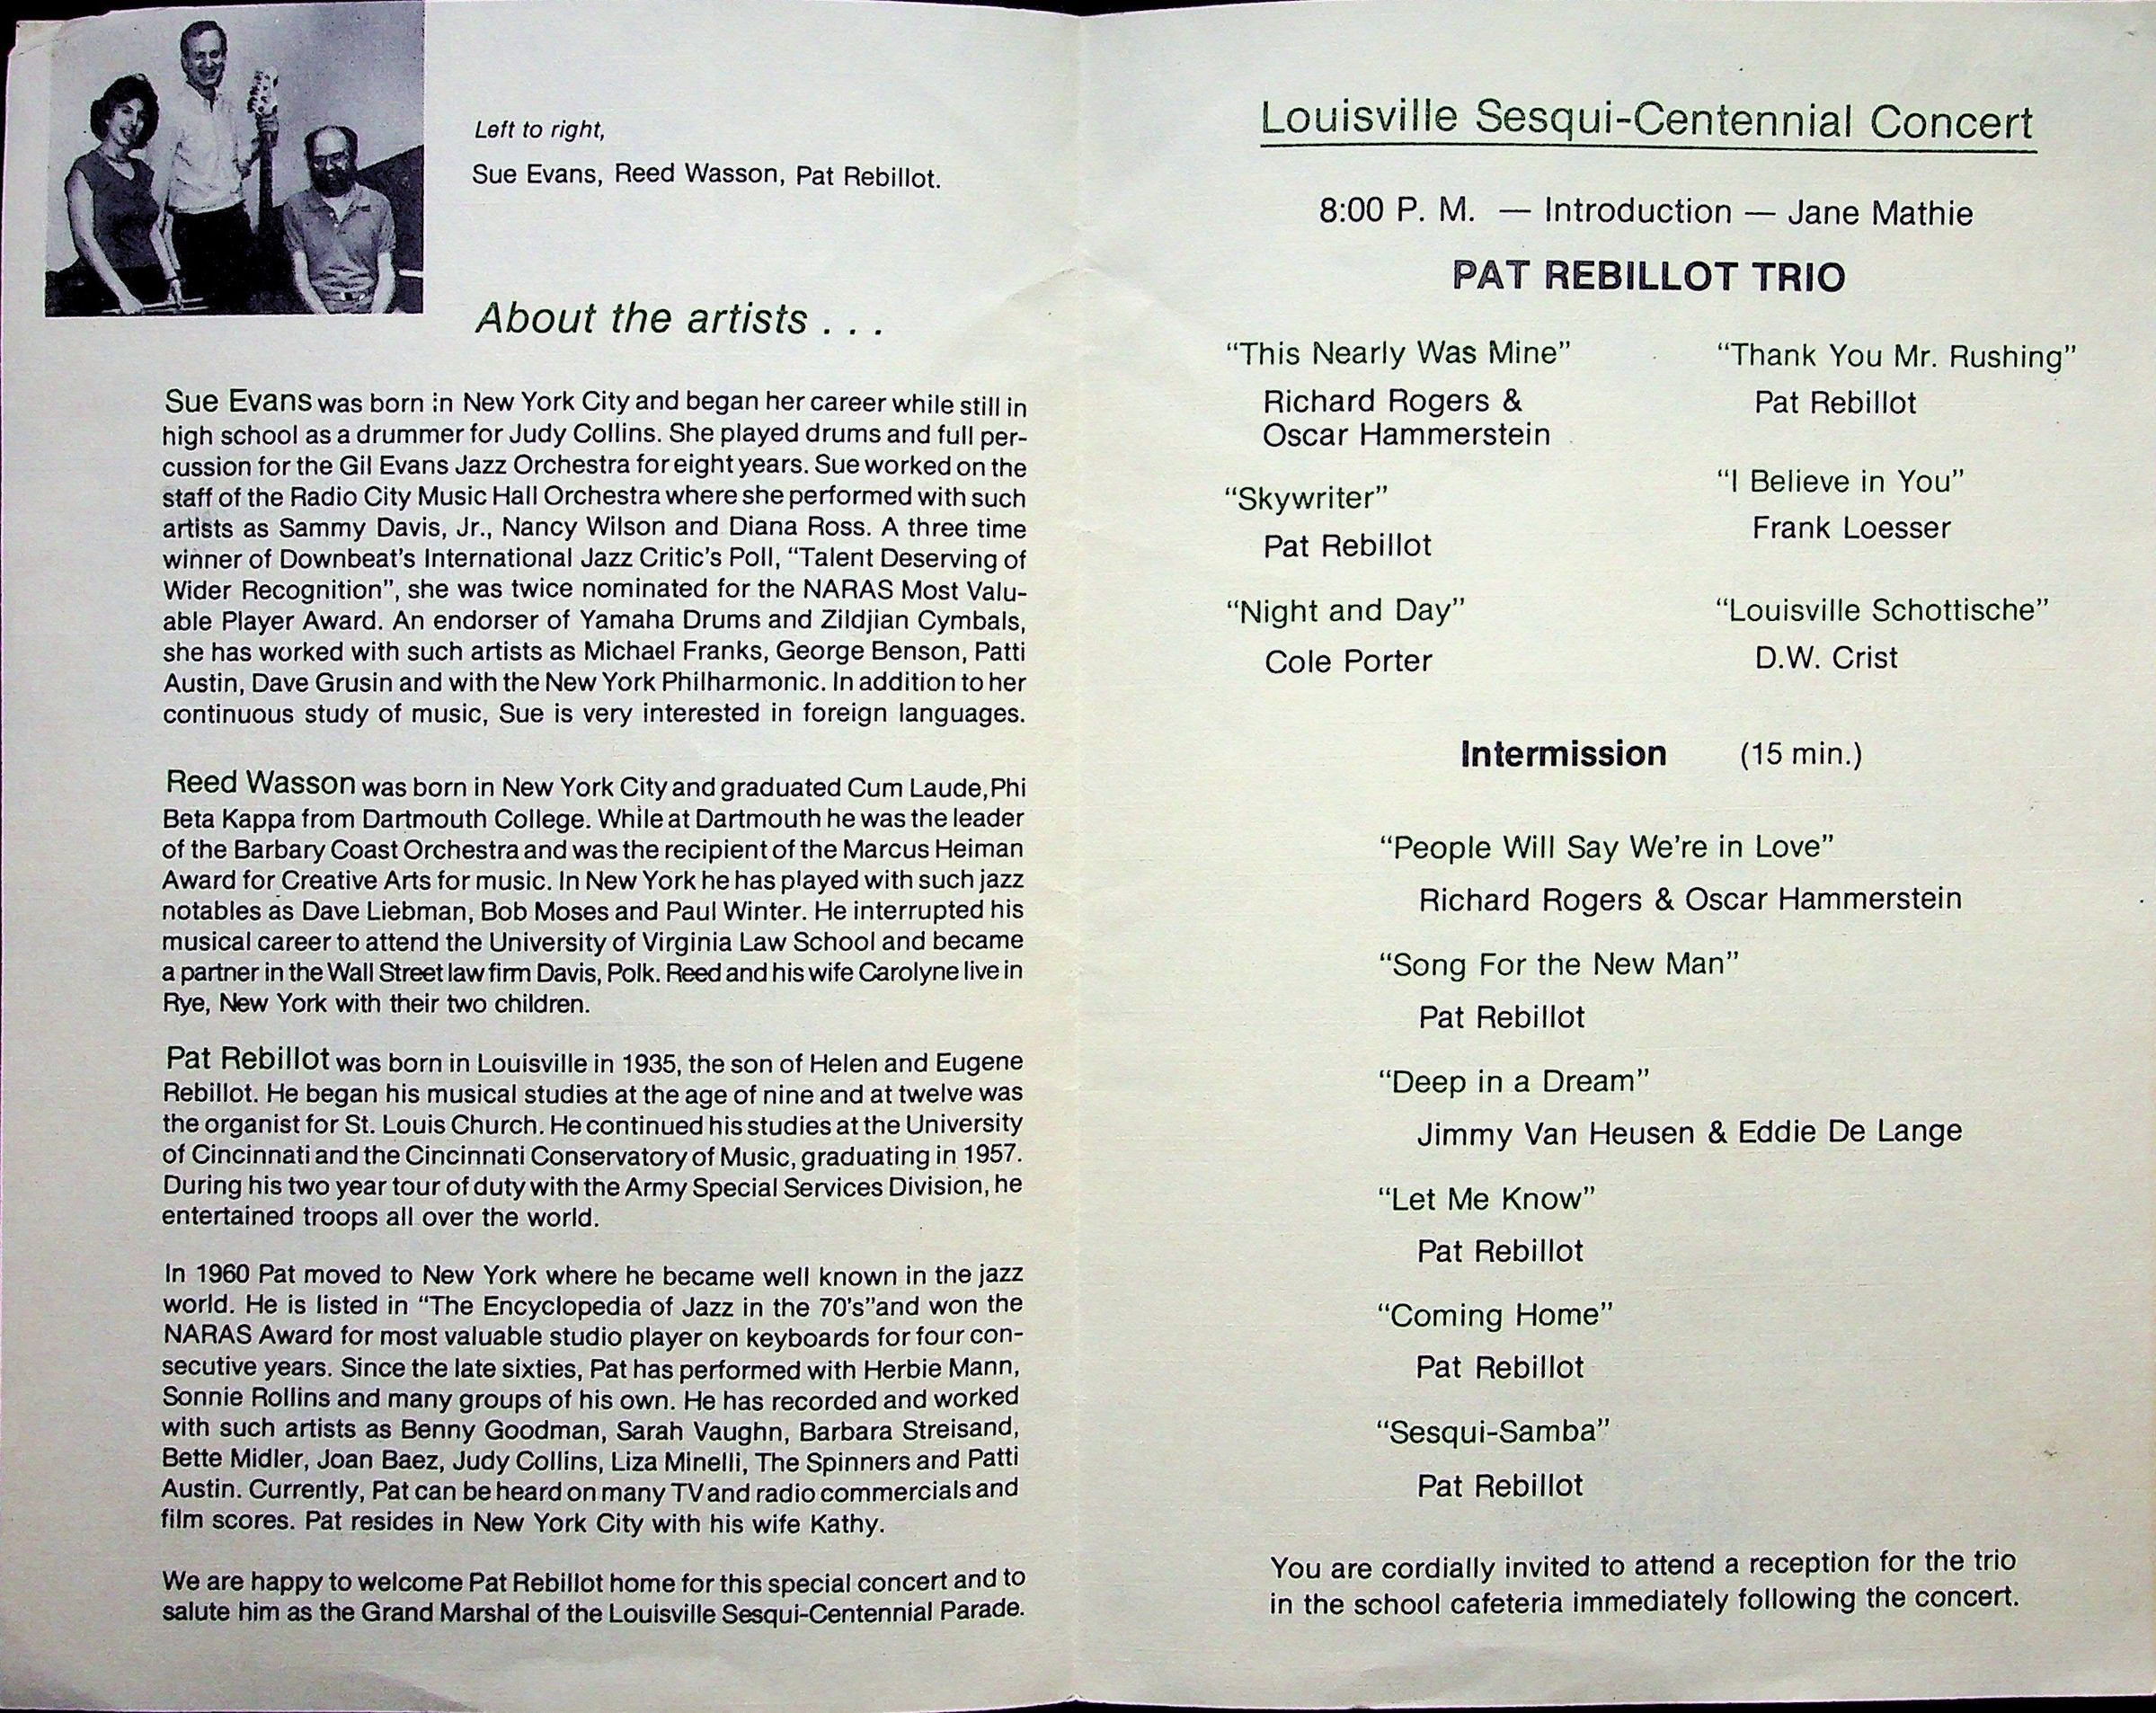 Left to right,
Sue Evans, Reed Wasson, Pat Rebillot.
About the artists . . .
Sue Evans was born in New York City and began her career while still in
high school as a drummer for Judy Collins. She played drums and full per-
cussion for the Gil Evans Jazz Orchestra for eight years. Sue worked on the
staff of the Radio City Music Hall Orchestra where she performed with such
artists as Sammy Davis, Jr., Nancy Wilson and Diana Ross. A three time
winner of Downbeat's International Jazz Critic's Poll, “Talent Deserving of
Wider Recognition”, she was twice nominated for the NARAS Most Valu-
able Player Award. An endorser of Yamaha Drums and Zildjian Cymbals,
she has worked with such artists as Michael Franks, George Benson, Patti
Austin, Dave Grusin and with the New York Philharmonic. In addition to her
continuous study of music, Sue is very interested in foreign languages.
Reed Wasson was born in New York City and graduated Cum Laude, Phi
Beta Kappa from Dartmouth College. While at Dartmouth he was the leader
of the Barbary Coast Orchestra and was the recipient of the Marcus Heiman
Award for Creative Arts for music. In New York he has played with such jazz
notables as Dave Liebman, Bob Moses and Paul Winter. He interrupted his
musical career to attend the University of Virginia Law School and became
a partner in the Wall Street law firm Davis, Polk. Reed and his wife Carolyne live in
Rye, New York with their two children.
Pat Rebillot was born in Louisville in 1935, the son of Helen and Eugene
Rebillot. He began his musical studies at the age of nine and at twelve was
the organist for St. Louis Church. He continued his studies at the University
of Cincinnati and the Cincinnati Conservatory of Music, graduating in 1957.
During his two year tour of duty with the Army Special Services Division, he
entertained troops all over the world.
In 1960 Pat moved to New York where he became well known in the jazz
world. He is listed in “The Encyclopedia of Jazz in the 70's”and won the
NARAS Award for most valuable studio player on keyboards for four con-
secutive years. Since the late sixties, Pat has performed with Herbie Mann,
Sonnie Rollins and many groups of his own. He has recorded and worked
with such artists as Benny Goodman, Sarah Vaughn, Barbara Streisand,
Bette Midler, Joan Baez, Judy Collins, Liza Minelli, The Spinners and Patti
Austin. Currently, Pat can be heard on many TV and radio commercials and
film scores. Pat resides in New York City with his wife Kathy.
We are happy to welcome Pat Rebillot home for this special concert and to
salute him as the Grand Marshal of the Louisville Sesqui-Centennial Parade.
Louisville Sesqui-Centennial Concert
8:00 P. M. — Introduction — Jane Mathie
PAT REBILLOT TRIO
“This Nearly Was Mine”
Richard Rogers &
Oscar Hammerstein
“Skywriter”
Pat Rebillot
“Night and Day”
Cole Porter
“Thank You Mr. Rushing”
Pat Rebillot
“I Believe in You”
Frank Loesser
“Louisville Schottische”
D.W. Crist
Intermission (15 min.)
“People Will Say We're in Love”
Richard Rogers & Oscar Hammerstein
“Song For the New Man”
Pat Rebillot
“Deep in a Dream”
Jimmy Van Heusen & Eddie De Lange
“Let Me Know”
Pat Rebillot
“Coming Home”
Pat Rebillot
“Sesqui-Samba”
Pat Rebillot
You are cordially invited to attend a reception for the trio
in the school cafeteria immediately following the concert.